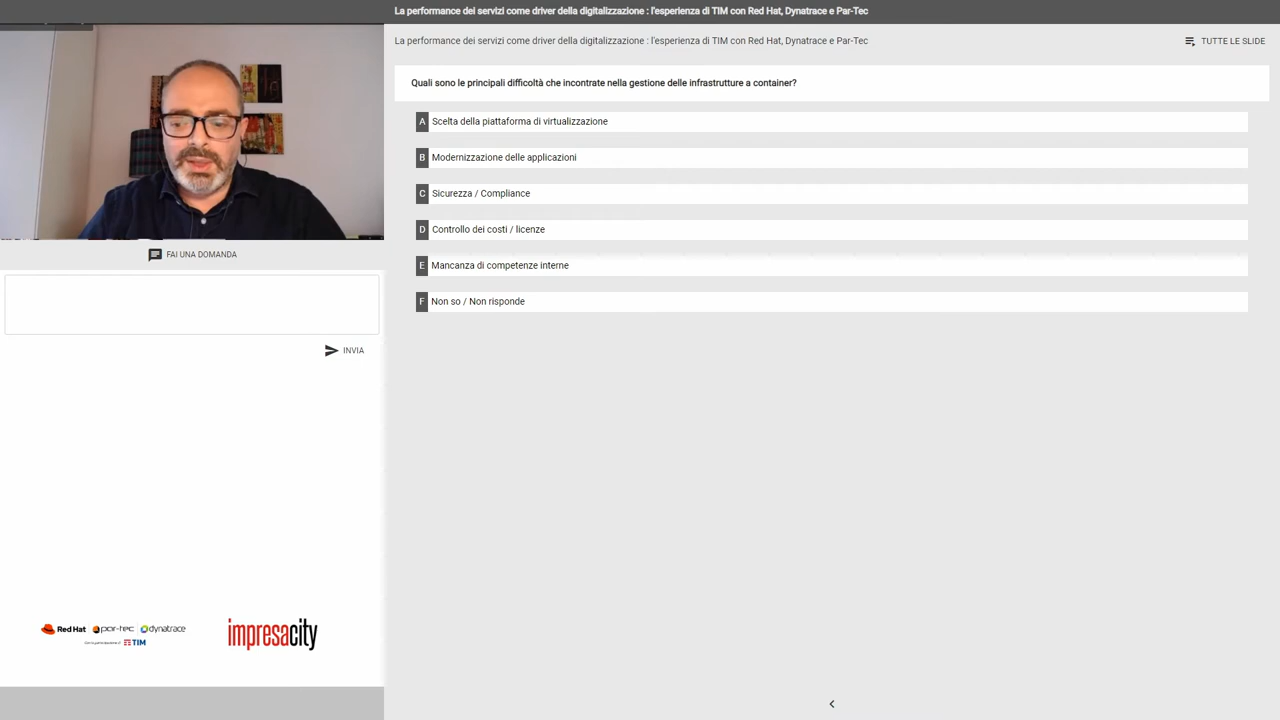 La performance dei servizi come driver della digitalizzazione : l'esperienza di TIM con Red Hat, Dynatrace e Par-Tec
La performance dei servizi come driver della digitalizzazione : l'esperienza di TIM con Red Hat, Dynatrace e Par-Tec
TUTTE LE SLIDE
Quali sono le principali difficoltà che incontrate nella gestione delle infrastrutture a container?
A Scelta della piattaforma di virtualizzazione
B Modernizzazione delle applicazioni
C Sicurezza / Compliance
D Controllo dei costi / licenze
E Mancanza di competenze interne
F Non so / Non risponde
FAI UNA DOMANDA
INVIA
Red Hat par-tec dynatrace
TIM
impresacity